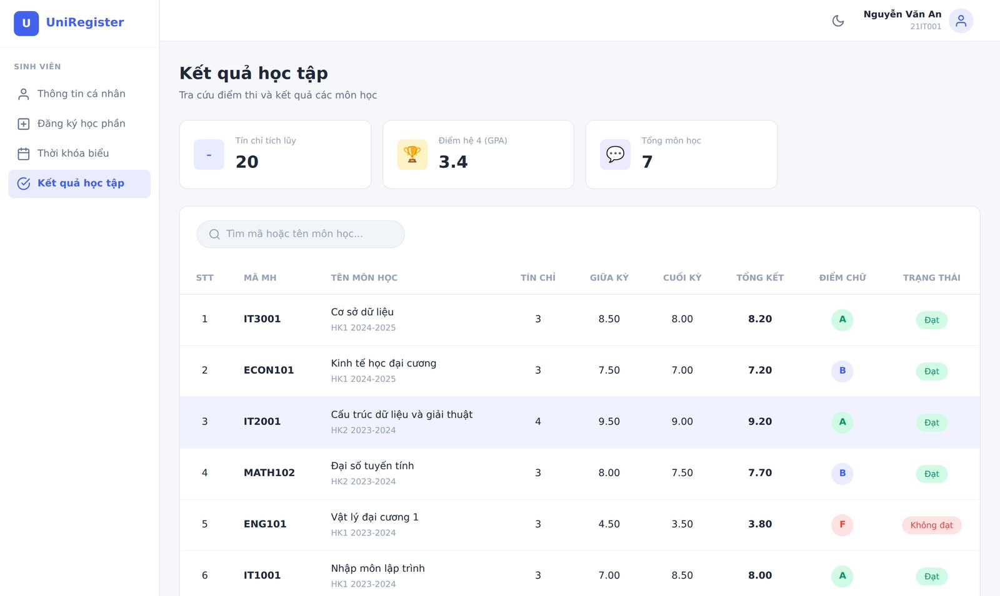 U UniRegister
Nguyễn Văn An
21IT001
SINH VIÊN
Thông tin cá nhân
Đăng ký học phần
Thời khóa biểu
Kết quả học tập
Kết quả học tập
Tra cứu điểm thi và kết quả các môn học
Tín chỉ tích lũy
20
Điểm hệ 4 (GPA)
3.4
Tổng môn học
7
Tìm mã hoặc tên môn học...
STT MÃ MH TÊN MÔN HỌC TÍN CHỈ GIỮA KỲ CUỐI KỲ TỔNG KẾT ĐIỂM CHỮ TRẠNG THÁI
1 IT3001 Cơ sở dữ liệu 3 8.50 8.00 8.20 A Đạt
HK1 2024-2025
2 ECON101 Kinh tế học đại cương 3 7.50 7.00 7.20 B Đạt
HK1 2024-2025
3 IT2001 Cấu trúc dữ liệu và giải thuật 4 9.50 9.00 9.20 A Đạt
HK2 2023-2024
4 MATH102 Đại số tuyến tính 3 8.00 7.50 7.70 B Đạt
HK2 2023-2024
5 ENG101 Vật lý đại cương 1 3 4.50 3.50 3.80 F Không đạt
HK1 2023-2024
6 IT1001 Nhập môn lập trình 3 7.00 8.50 8.00 A Đạt
HK1 2023-2024